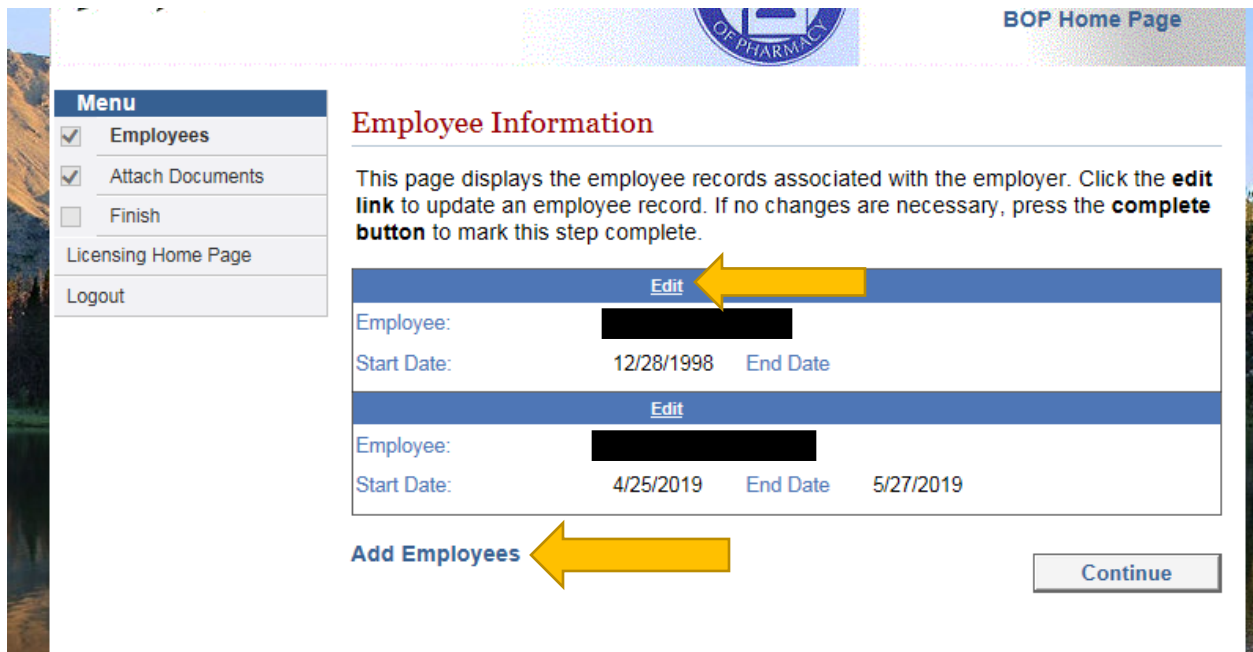 OF PHARMACY
BOP Home Page
Menu
Employees
Attach Documents
Finish
Licensing Home Page
Logout
Employee Information
This page displays the employee records associated with the employer. Click the edit
link to update an employee record. If no changes are necessary, press the complete
button to mark this step complete.
Edit
Employee:
Start Date: 12/28/1998 End Date
Edit
Employee:
Start Date: 4/25/2019 End Date 5/27/2019
Add Employees
Continue